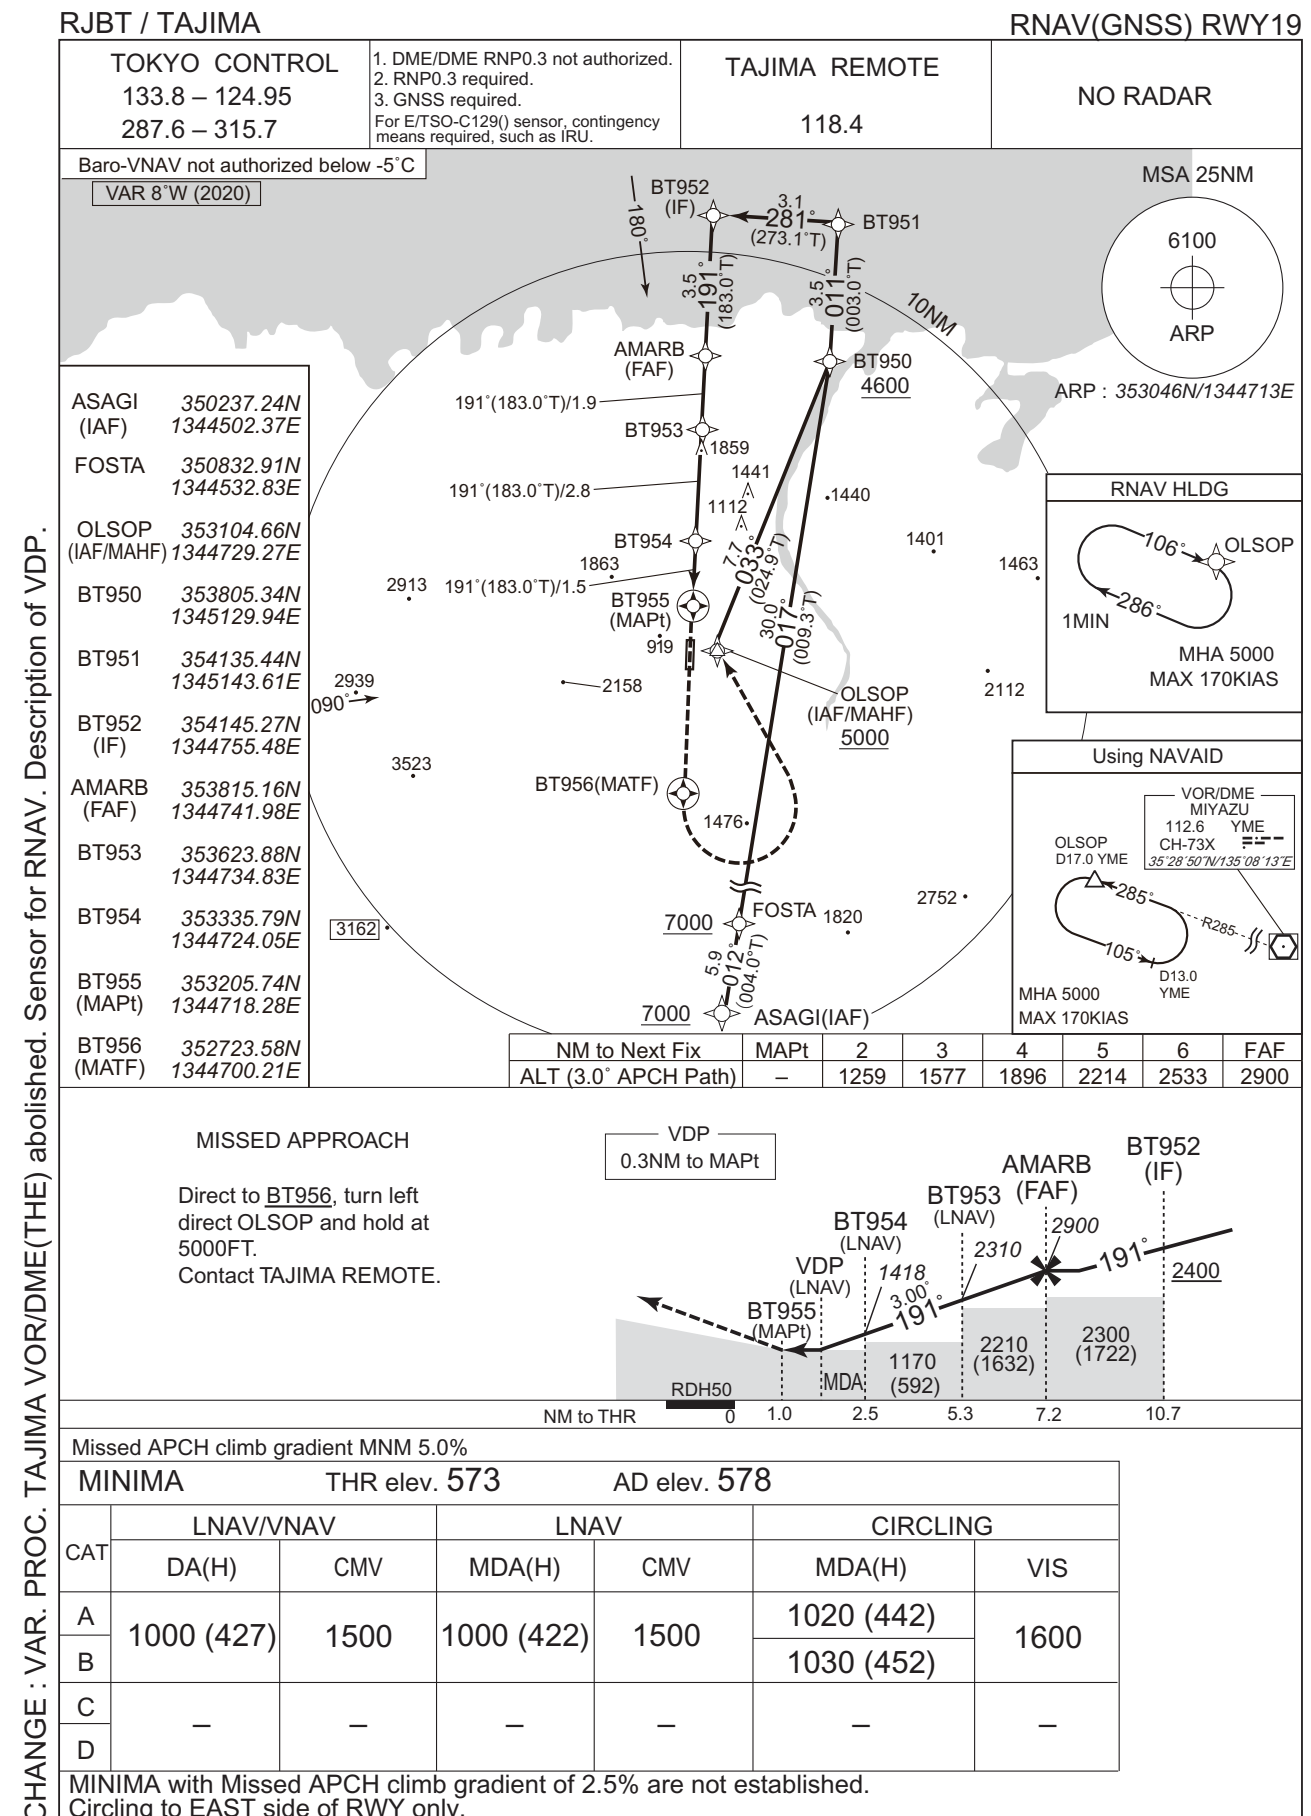 RJBT / TAJIMA
RNAV(GNSS) RWY19
TOKYO CONTROL
133.8 – 124.95
287.6 – 315.7
1. DME/DME RNP0.3 not authorized.
2. RNP0.3 required.
3. GNSS required.
For E/TSO-C129() sensor, contingency
means required, such as IRU.
TAJIMA REMOTE
118.4
NO RADAR
Baro-VNAV not authorized below -5˚C
VAR 8˚W (2020)
180˚
BT952
(IF)
3.1
281˚
(273.1˚T)
BT951
3.5
191˚
(183.0˚T)
3.5
011˚
(003.0˚T)
10NM
MSA 25NM
6100
ARP
ARP : 353046N/1344713E
AMARB
(FAF)
BT950
4600
191˚(183.0˚T)/1.9
BT953
1859
191˚(183.0˚T)/2.8
1441
1112
1440
BT954
1863
1401
1463
2913
191˚(183.0˚T)/1.5
BT955
(MAPt)
919
7.7
033˚
(024.9˚T)
30.0
017˚
(009.3˚T)
2939
090˚
2158
2112
OLSOP
(IAF/MAHF)
5000
3523
BT956(MATF)
1476
2752
3162
7000
FOSTA
1820
5.9
012˚
(004.0˚T)
7000
ASAGI(IAF)
ASAGI
(IAF)
350237.24N
1344502.37E
FOSTA
350832.91N
1344532.83E
OLSOP
(IAF/MAHF)
353104.66N
1344729.27E
BT950
353805.34N
1345129.94E
BT951
354135.44N
1345143.61E
BT952
(IF)
354145.27N
1344755.48E
AMARB
(FAF)
353815.16N
1344741.98E
BT953
353623.88N
1344734.83E
BT954
353335.79N
1344724.05E
BT955
(MAPt)
353205.74N
1344718.28E
BT956
(MATF)
352723.58N
1344700.21E
RNAV HLDG
106˚
OLSOP
286˚
1MIN
MHA 5000
MAX 170KIAS
Using NAVAID
VOR/DME
MIYAZU
112.6 YME
CH-73X
35˚28´50˝N/135˚08´13˝E
OLSOP
D17.0 YME
285˚
R285
105˚
D13.0
YME
MHA 5000
MAX 170KIAS
NM to Next Fix MAPt 2 3 4 5 6 FAF
ALT (3.0˚ APCH Path) – 1259 1577 1896 2214 2533 2900
MISSED APPROACH
Direct to BT956, turn left
direct OLSOP and hold at
5000FT.
Contact TAJIMA REMOTE.
VDP
0.3NM to MAPt
BT952
(IF)
AMARB
(FAF)
BT953
(LNAV)
BT954
(LNAV)
VDP
(LNAV)
BT955
(MAPt)
2900
2310
1418
3.00˚
191˚
191˚
2400
2300
(1722)
2210
(1632)
1170
(592)
MDA
RDH50
NM to THR 0 1.0 2.5 5.3 7.2 10.7
Missed APCH climb gradient MNM 5.0%
MINIMA THR elev. 573 AD elev. 578
CAT LNAV/VNAV LNAV CIRCLING
DA(H) CMV MDA(H) CMV MDA(H) VIS
A 1000 (427) 1500 1000 (422) 1500 1020 (442) 1600
B 1030 (452)
C – – – – – –
D
MINIMA with Missed APCH climb gradient of 2.5% are not established.
Circling to EAST side of RWY only.
CHANGE : VAR. PROC. TAJIMA VOR/DME(THE) abolished. Sensor for RNAV. Description of VDP.